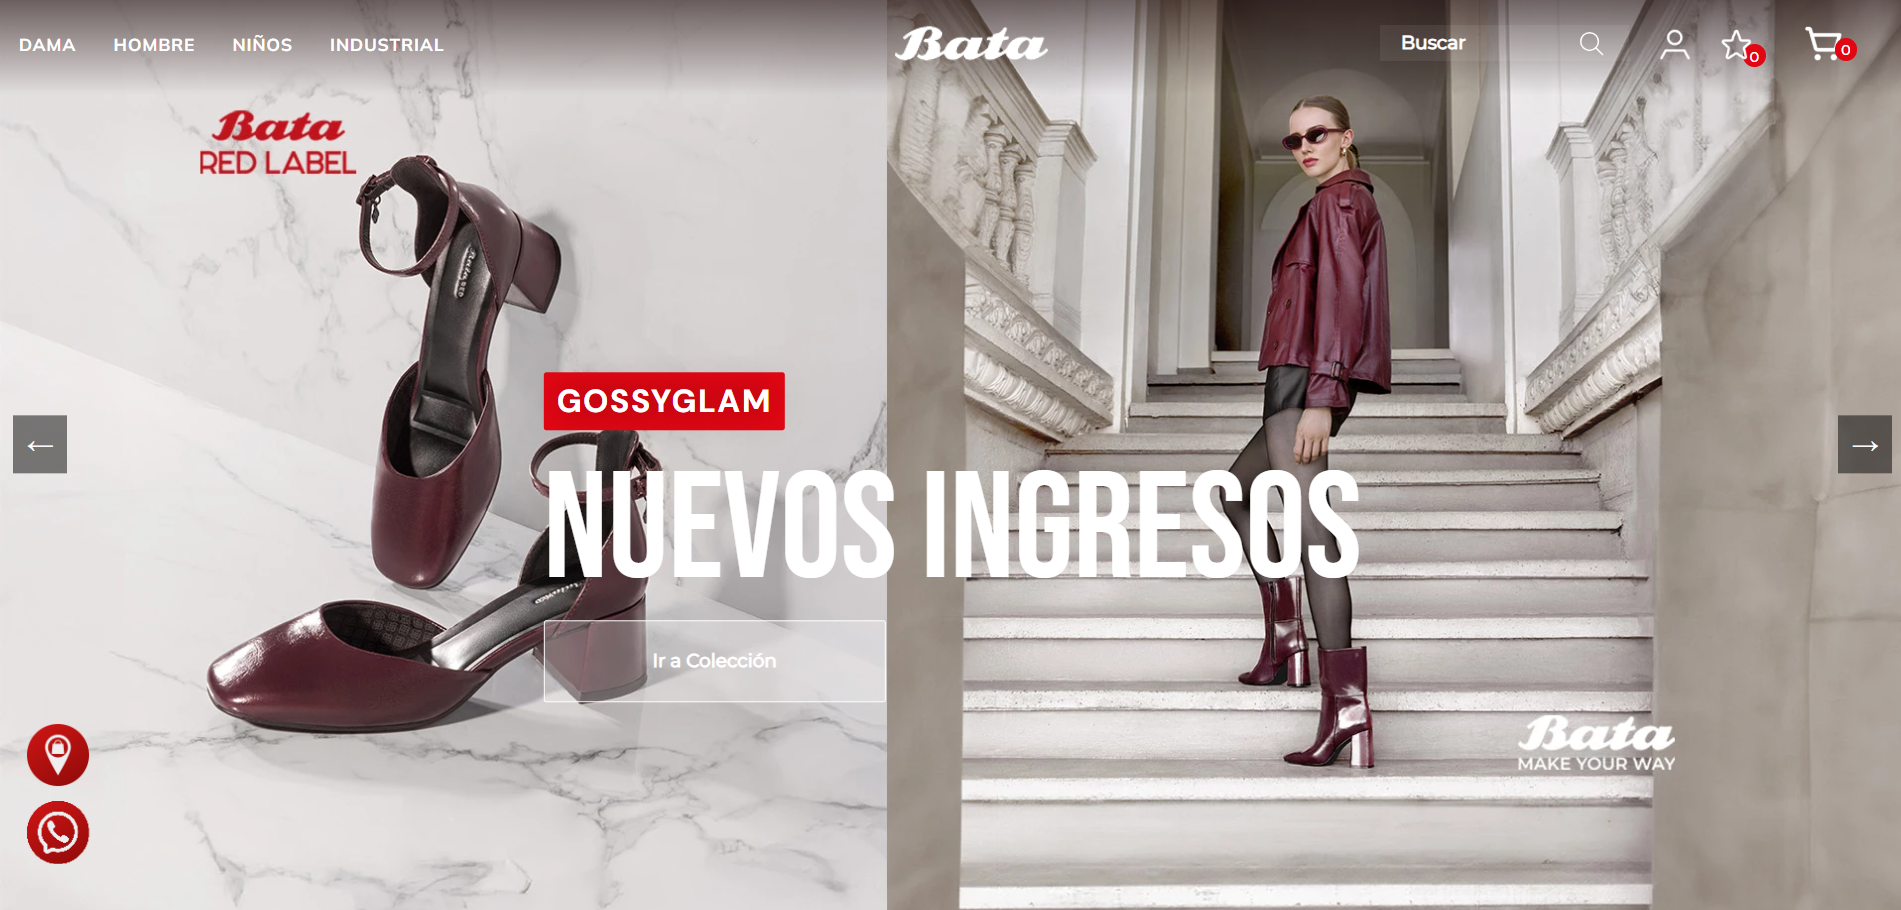 DAMA HOMBRE NIÑOS INDUSTRIAL
Bata
Buscar
0
0
Bata
RED LABEL
GOSSYGLAM
NUEVOS INGRESOS
Ir a Colección
Bata
MAKE YOUR WAY